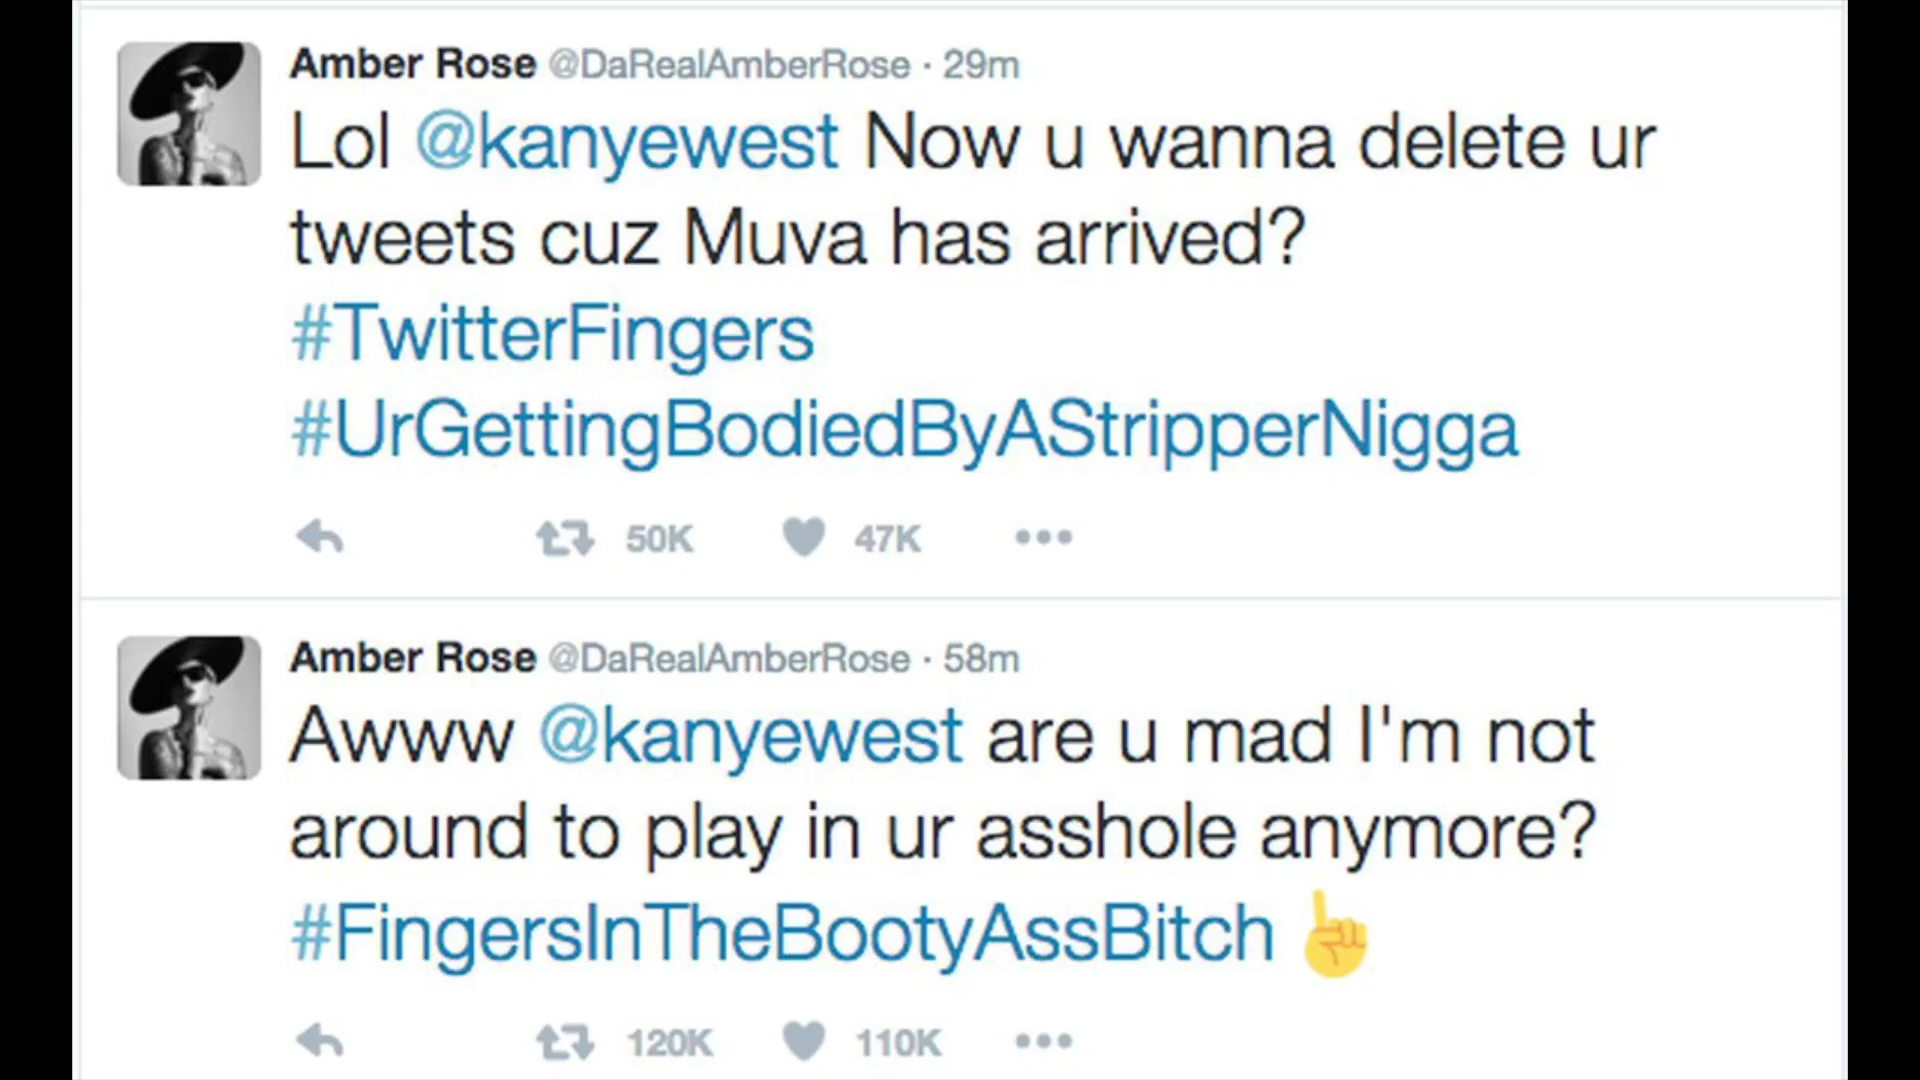 Amber Rose @DaRealAmberRose · 29m
Lol @kanyewest Now u wanna delete ur
tweets cuz Muva has arrived?
#TwitterFingers
#UrGettingBodiedByAStripperNigga
50K 47K
Amber Rose @DaRealAmberRose · 58m
Awww @kanyewest are u mad I'm not
around to play in ur asshole anymore?
#FingersInTheBootyAssBitch ☝
120K 110K